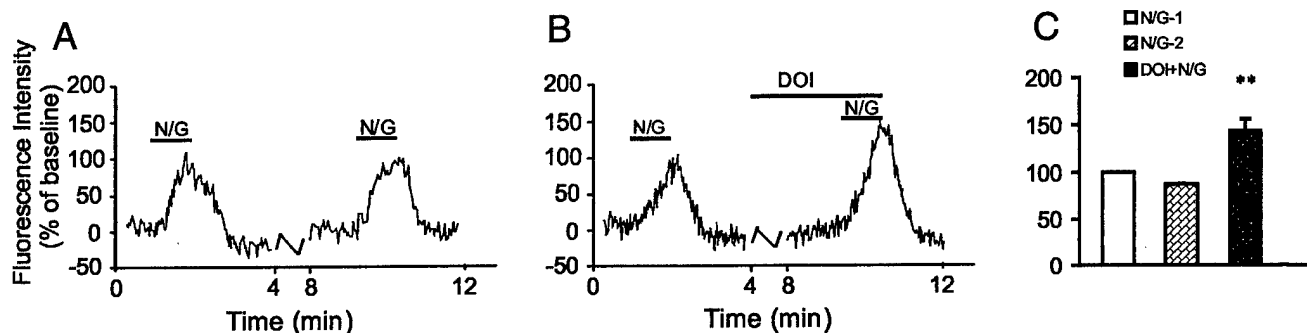 A
Fluorescence Intensity
(% of baseline)
200
150
100
50
0
-50
N/G
N/G
0
4
8
12
Time (min)
B
200
150
100
50
0
-50
N/G
DOI
N/G
0
4
8
12
Time (min)
C
N/G-1
N/G-2
DOI+N/G
200
150
100
50
0
**